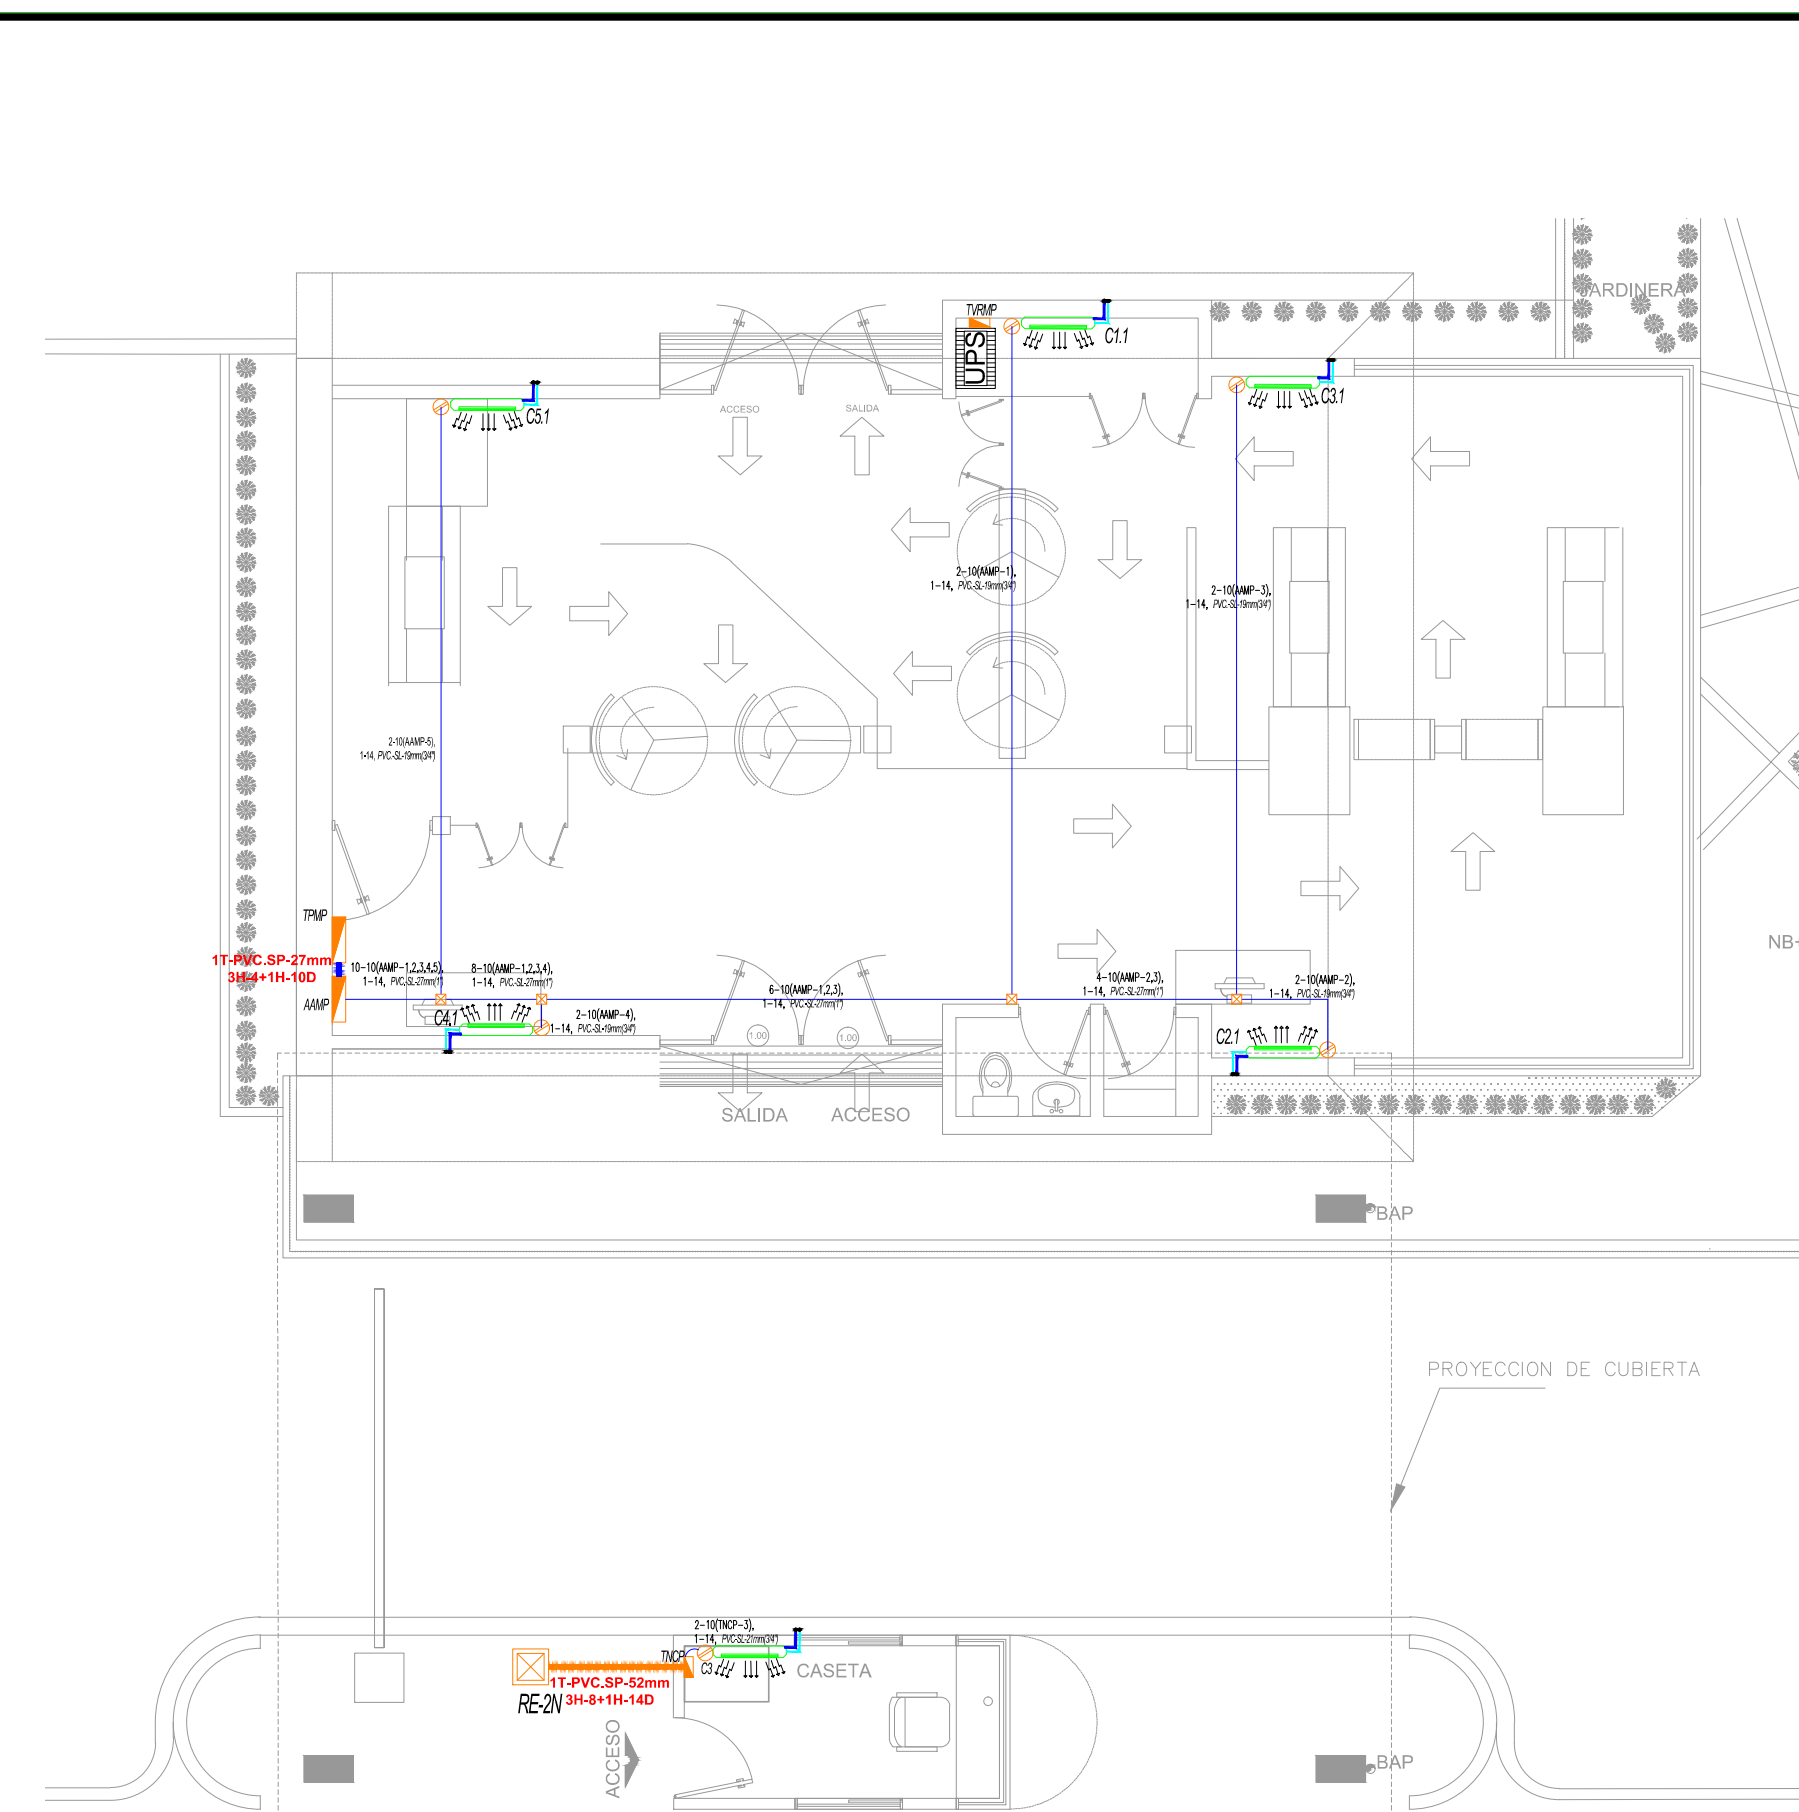 JARDINERA
TVRMP
UPS
C1.1
C3.1
C5.1
ACCESO
SALIDA
2-10(AAMP-1),
1-14, PVC.-SL-19mm(3/4")
2-10(AAMP-3),
1-14, PVC.-SL-19mm(3/4")
2-10(AAMP-5),
1-14, PVC-SL-19mm(3/4")
TPMP
1T-PVC.SP-27mm
3H-4+1H-10D
AAMP
10-10(AAMP-1,2,3,4,5),
1-14, PVC.-SL-27mm(1")
8-10(AAMP-1,2,3,4),
1-14, PVC.-SL-27mm(1")
6-10(AAMP-1,2,3),
1-14, PVC.-SL-27mm(1")
4-10(AAMP-2,3),
1-14, PVC.-SL-27mm(1")
2-10(AAMP-2),
1-14, PVC.-SL-19mm(3/4")
NB+
C4.1
2-10(AAMP-4),
1-14, PVC.-SL-19mm(3/4")
1.00
1.00
C2.1
SALIDA
ACCESO
BAP
PROYECCION DE CUBIERTA
2-10(TNCP-3),
1-14, PVC-SL-21mm(3/4")
TNCP
C3
CASETA
1T-PVC.SP-52mm
3H-8+1H-14D
RE-2N
ACCESO
BAP